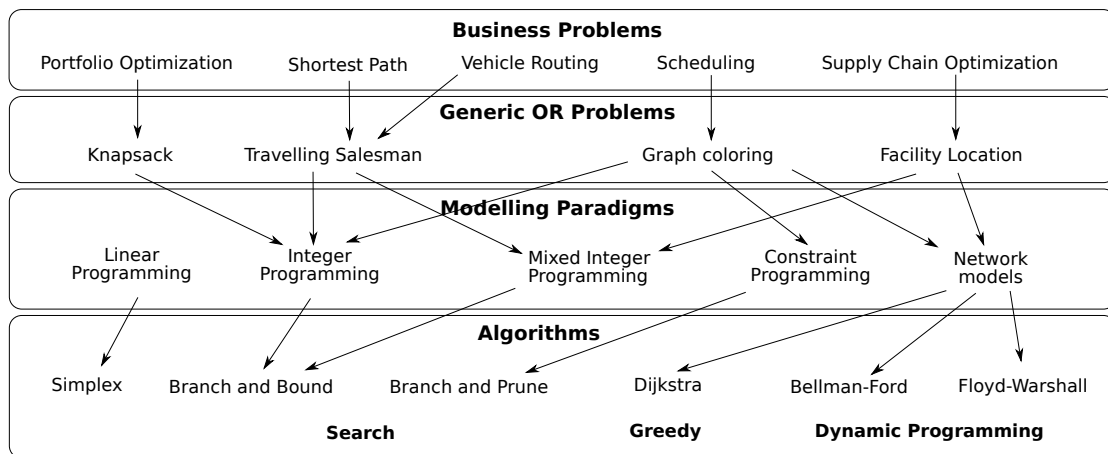 Business Problems
Portfolio Optimization
Shortest Path
Vehicle Routing
Scheduling
Supply Chain Optimization
Generic OR Problems
Knapsack
Travelling Salesman
Graph coloring
Facility Location
Modelling Paradigms
Linear
Programming
Integer
Programming
Mixed Integer
Programming
Constraint
Programming
Network
models
Algorithms
Simplex
Branch and Bound
Branch and Prune
Dijkstra
Bellman-Ford
Floyd-Warshall
Search
Greedy
Dynamic Programming